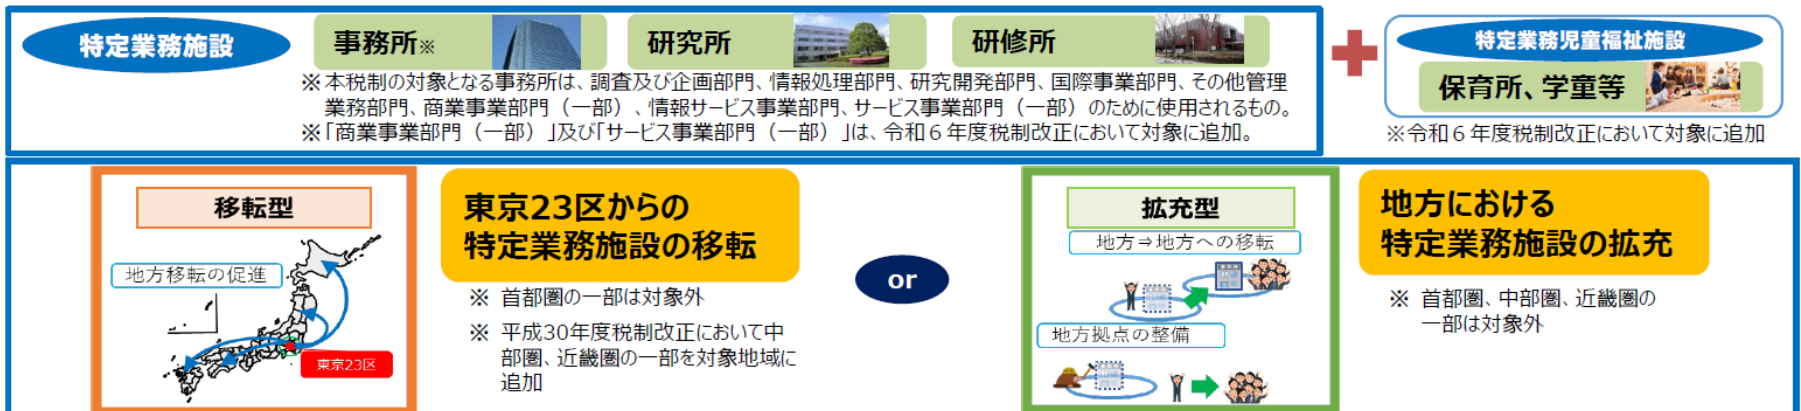 特定業務施設
事務所※
研究所
研修所
※本税制の対象となる事務所は、調査及び企画部門、情報処理部門、研究開発部門、国際事業部門、その他管理
業務部門、商業事業部門（一部）、情報サービス事業部門、サービス事業部門（一部）のために使用されるもの。
※「商業事業部門（一部）」及び「サービス事業部門（一部）」は、令和６年度税制改正において対象に追加。
特定業務児童福祉施設
保育所、学童等
※令和６年度税制改正において対象に追加
移転型
地方移転の促進
東京23区
東京23区からの
特定業務施設の移転
※ 首都圏の一部は対象外
※ 平成30年度税制改正において中
部圏、近畿圏の一部を対象地域に
追加
or
拡充型
地方⇒地方への移転
地方拠点の整備
地方における
特定業務施設の拡充
※ 首都圏、中部圏、近畿圏の
一部は対象外